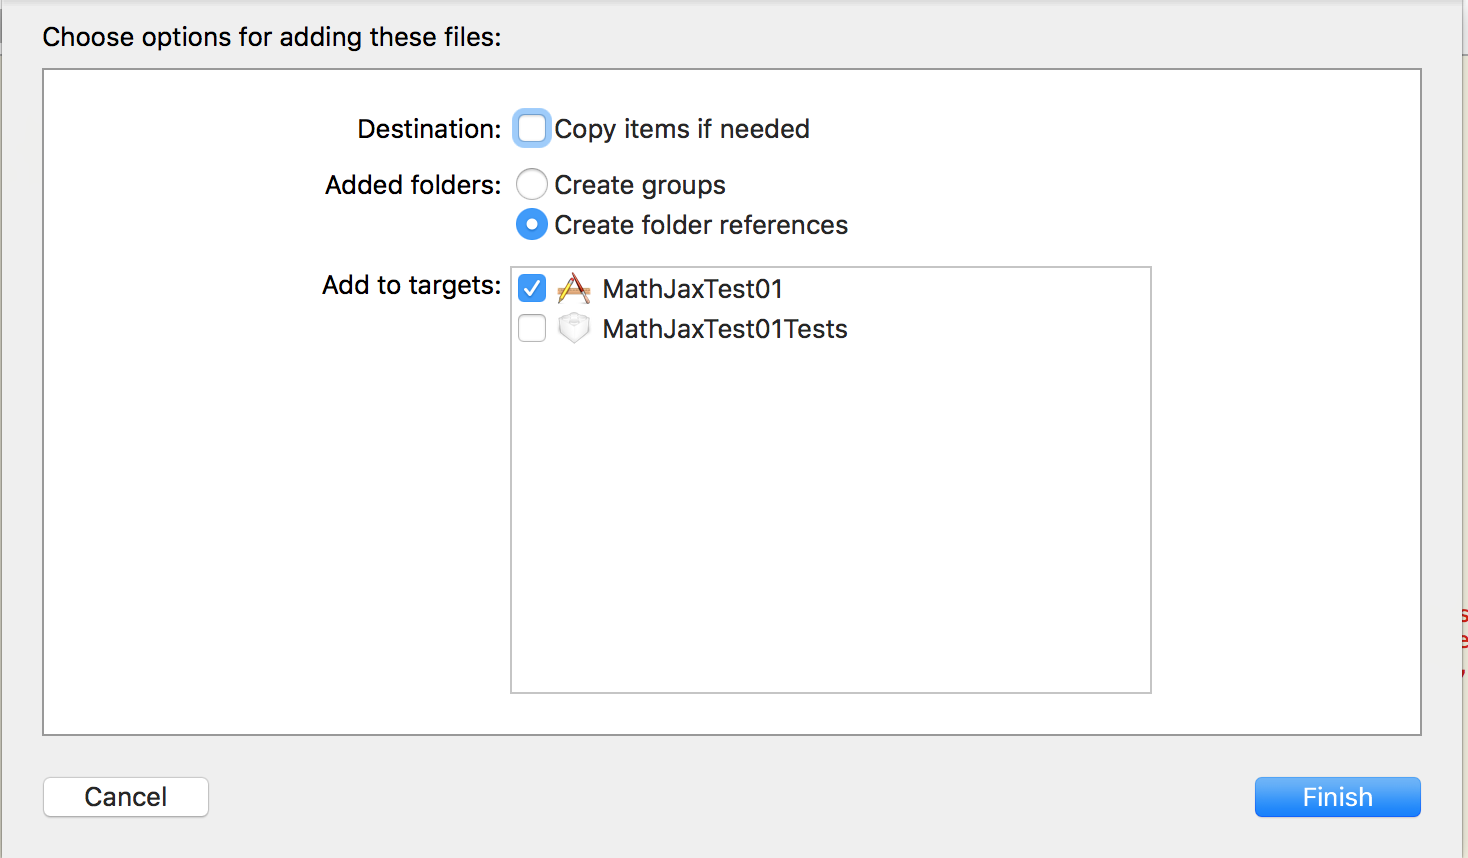 Choose options for adding these files:
Destination: Copy items if needed
Added folders: Create groups
Create folder references
Add to targets: MathJaxTest01
MathJaxTest01Tests
Cancel Finish